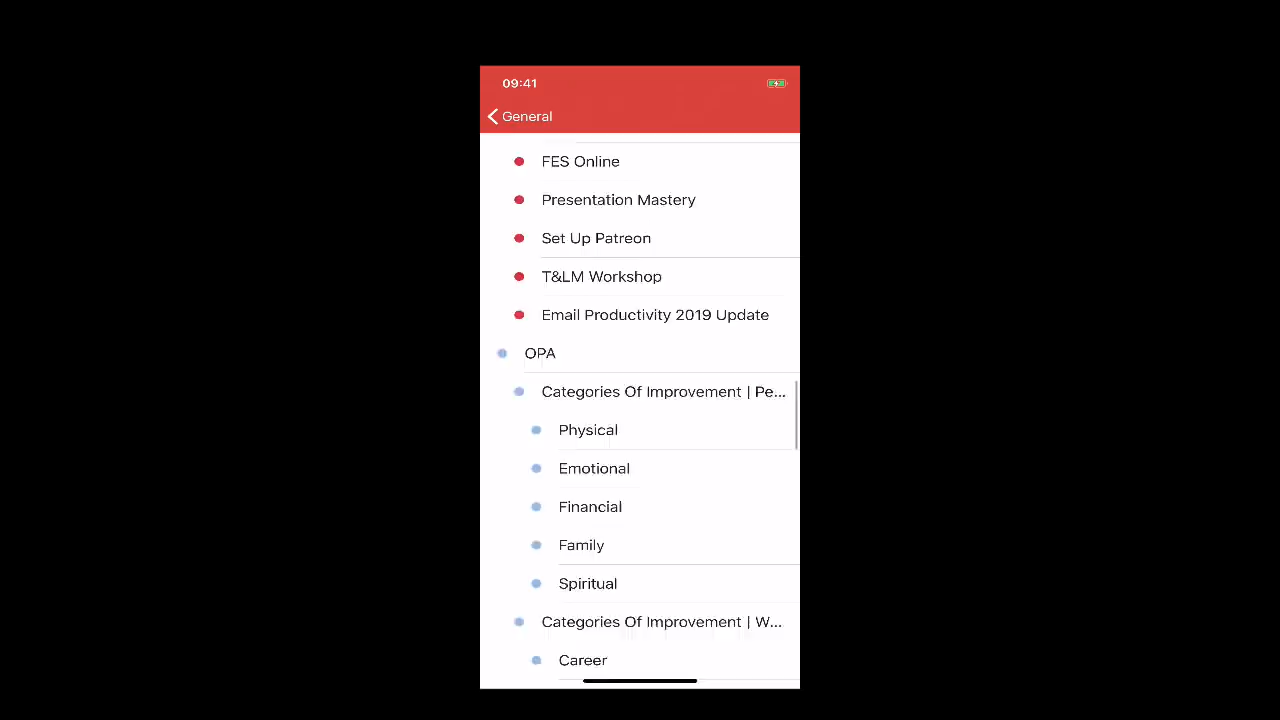 09:41
General
FES Online
Presentation Mastery
Set Up Patreon
T&LM Workshop
Email Productivity 2019 Update
OPA
Categories Of Improvement | Pe...
Physical
Emotional
Financial
Family
Spiritual
Categories Of Improvement | W...
Career